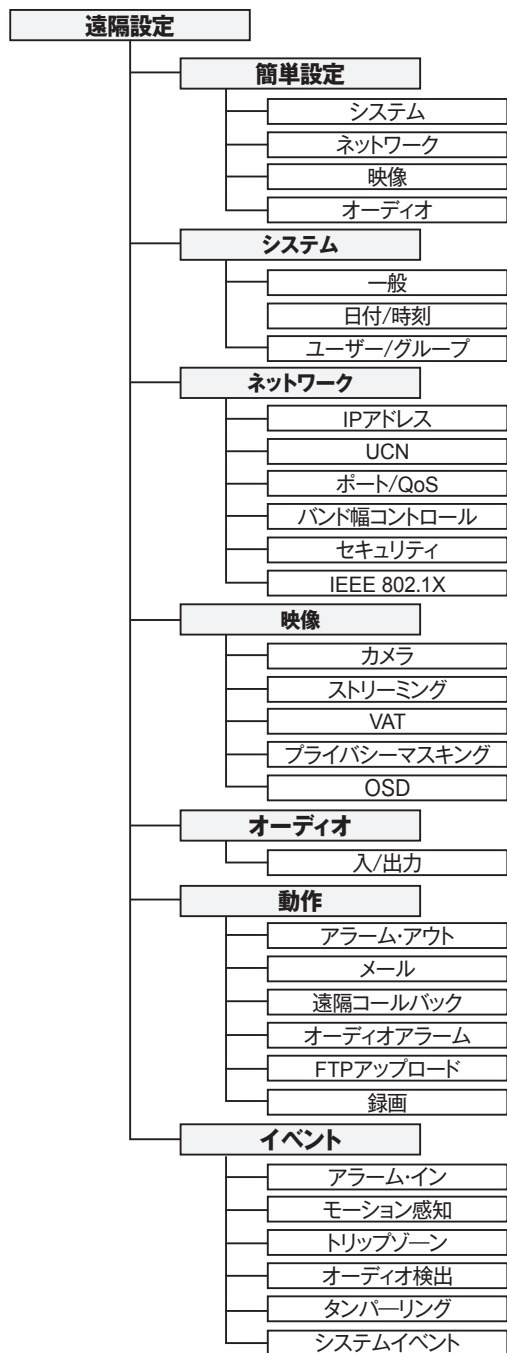 遠隔設定
簡単設定
システム
ネットワーク
映像
オーディオ
システム
一般
日付/時刻
ユーザー/グループ
ネットワーク
IPアドレス
UCN
ポート/QoS
バンド幅コントロール
セキュリティ
IEEE 802.1X
映像
カメラ
ストリーミング
VAT
プライバシーマスキング
OSD
オーディオ
入/出力
動作
アラーム･アウト
メール
遠隔コールバック
オーディオアラーム
FTPアップロード
録画
イベント
アラーム･イン
モーション感知
トリップゾーン
オーディオ検出
タンパーリング
システムイベント